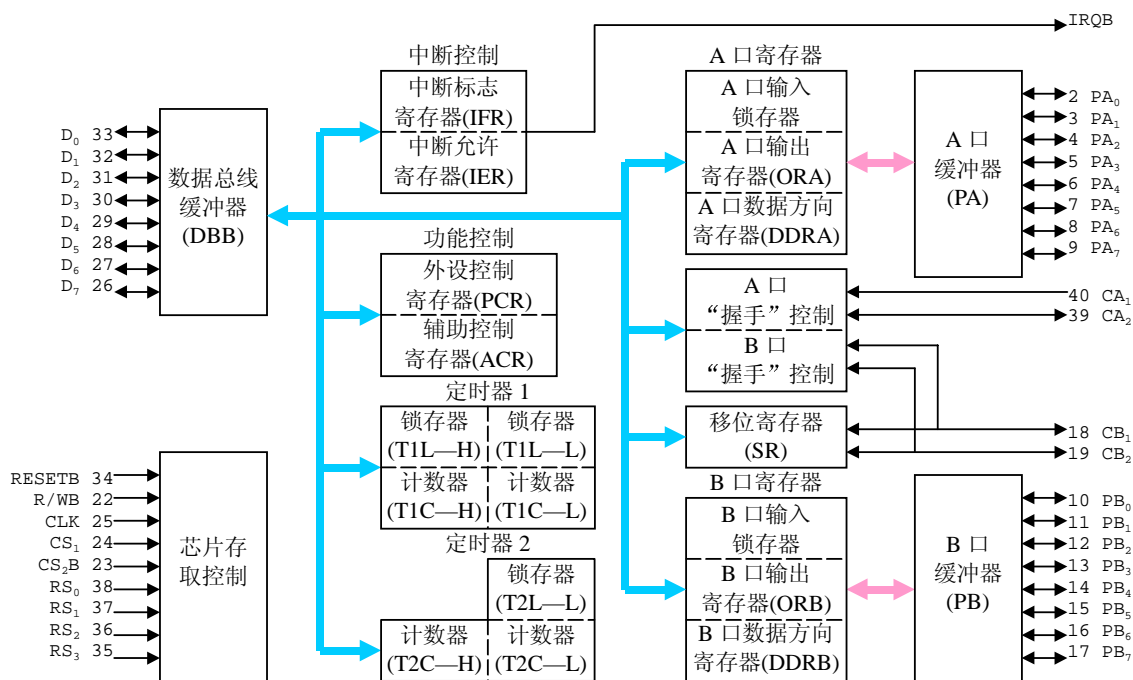 IRQB
中断控制
中断标志
寄存器(IFR)
中断允许
寄存器(IER)
A 口寄存器
A 口输入
锁存器
A 口输出
寄存器(ORA)
A 口数据方向
寄存器(DDRA)
A 口
缓冲器
(PA)
2 PA₀
3 PA₁
4 PA₂
5 PA₃
6 PA₄
7 PA₅
8 PA₆
9 PA₇
D₀ 33
D₁ 32
D₂ 31
D₃ 30
D₄ 29
D₅ 28
D₆ 27
D₇ 26
数据总线
缓冲器
(DBB)
功能控制
外设控制
寄存器(PCR)
辅助控制
寄存器(ACR)
A 口
“握手”控制
B 口
“握手”控制
40 CA₁
39 CA₂
定时器 1
锁存器
(T1L—H)
锁存器
(T1L—L)
计数器
(T1C—H)
计数器
(T1C—L)
移位寄存器
(SR)
18 CB₁
19 CB₂
RESETB 34
R/WB 22
CLK 25
CS₁ 24
CS₂B 23
RS₀ 38
RS₁ 37
RS₂ 36
RS₃ 35
芯片存
取控制
定时器 2
锁存器
(T2L—L)
计数器
(T2C—H)
计数器
(T2C—L)
B 口寄存器
B 口输入
锁存器
B 口输出
寄存器(ORB)
B 口数据方向
寄存器(DDRB)
B 口
缓冲器
(PB)
10 PB₀
11 PB₁
12 PB₂
13 PB₃
14 PB₄
15 PB₅
16 PB₆
17 PB₇